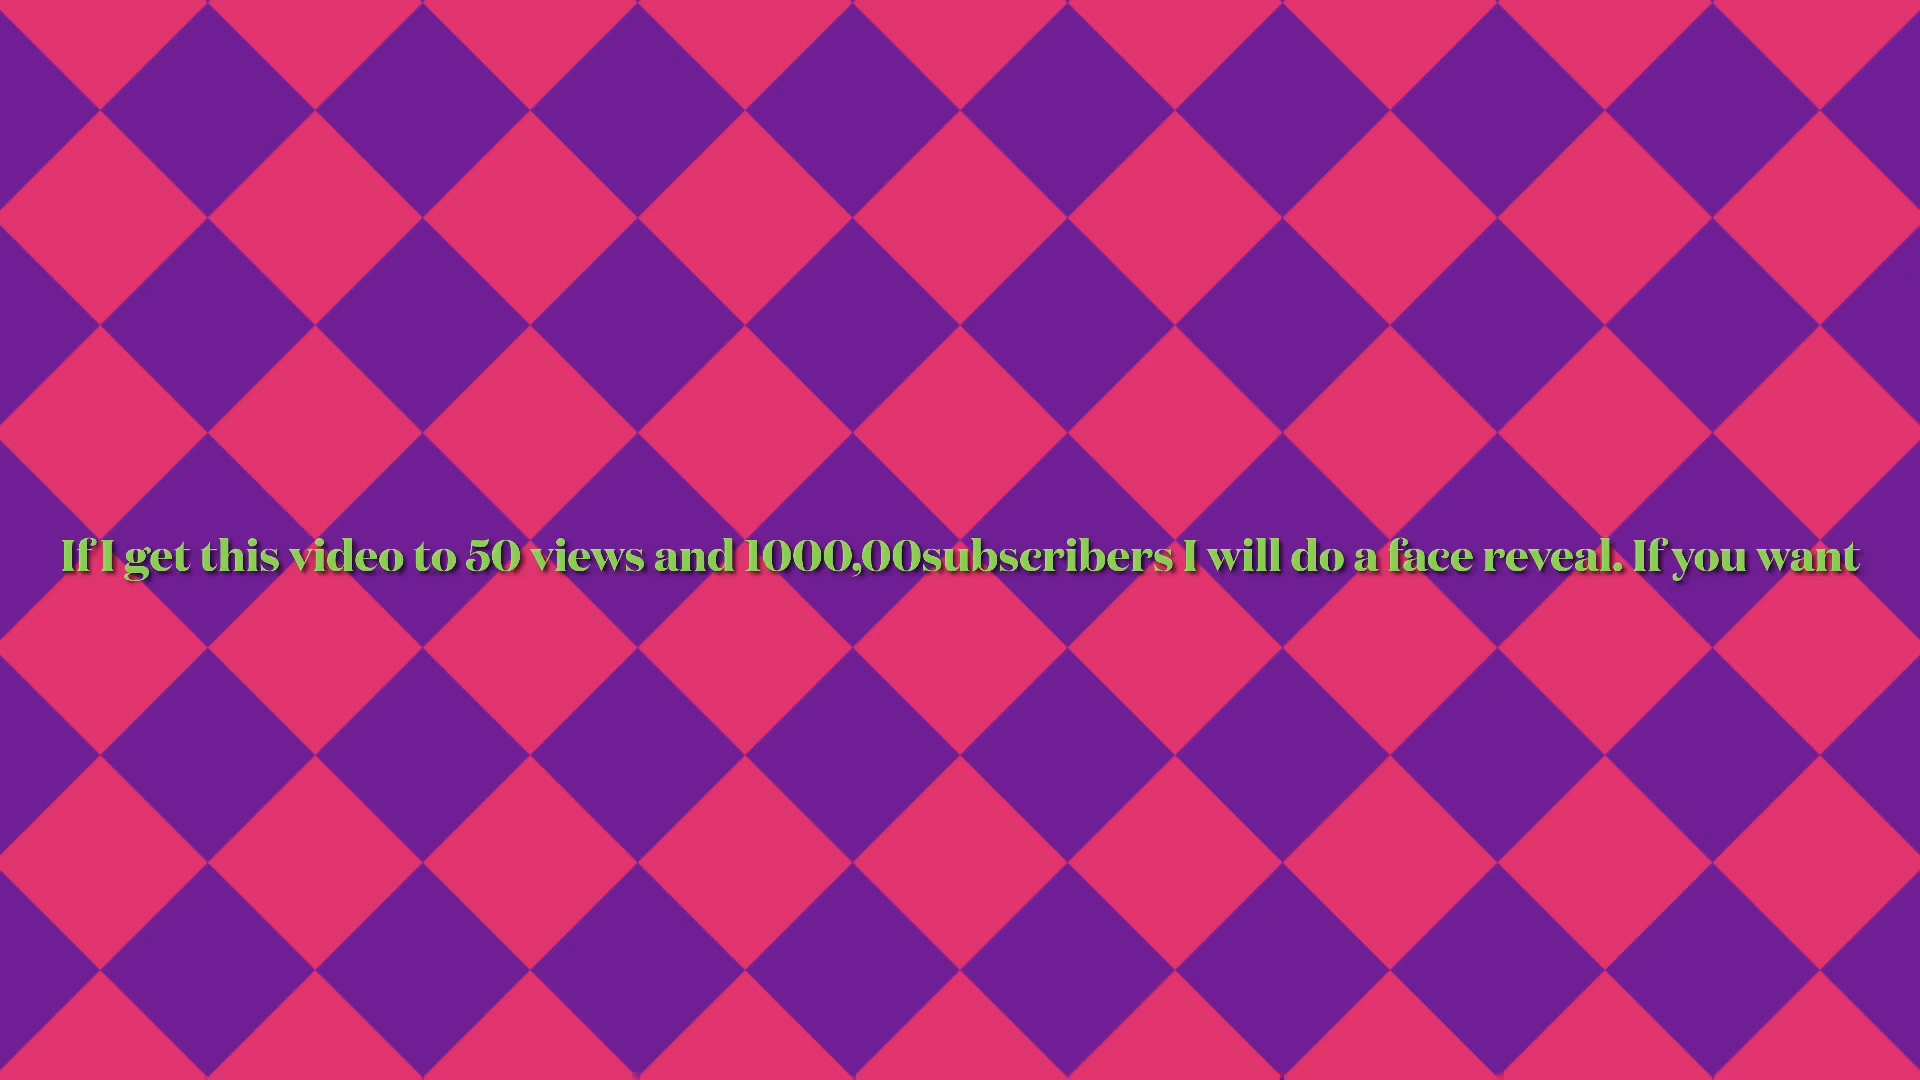 If I get this video to 50 views and 1000,00subscribers I will do a face reveal. If you want